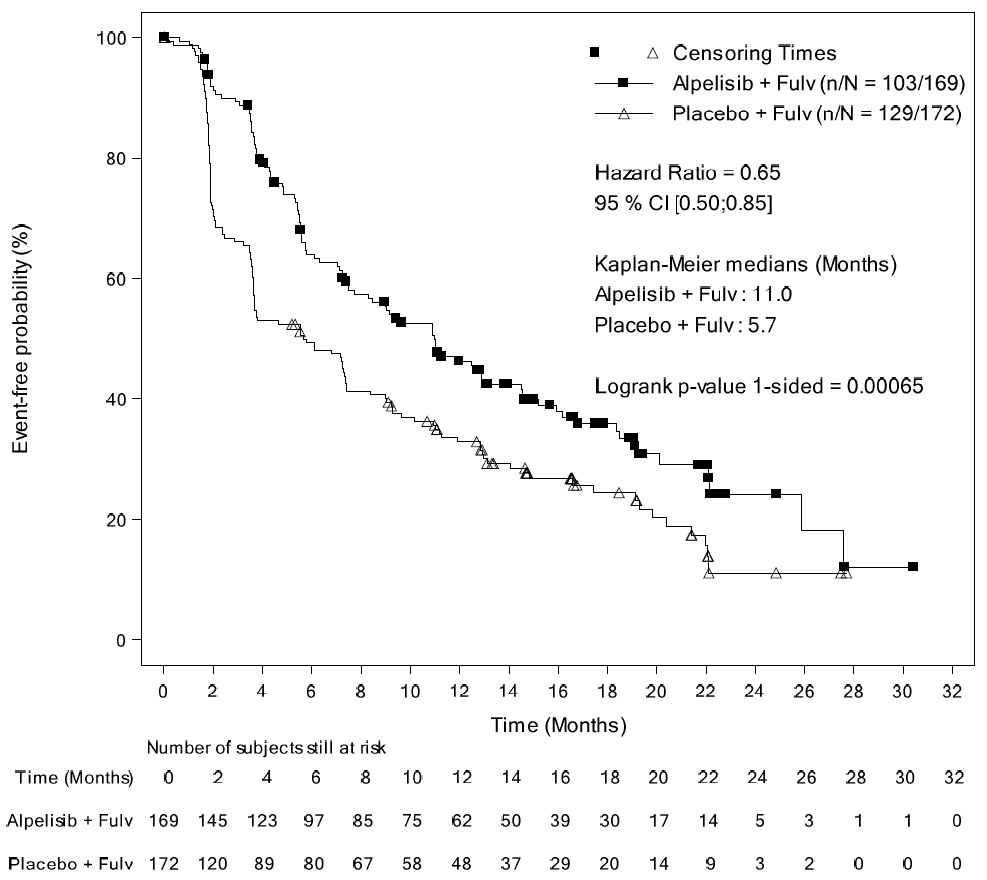 Censoring Times
Alpelisib + Fulv (n/N = 103/169)
Placebo + Fulv (n/N = 129/172)
Hazard Ratio = 0.65
95 % CI [0.50;0.85]
Kaplan-Meier medians (Months)
Alpelisib + Fulv : 11.0
Placebo + Fulv : 5.7
Logrank p-value 1-sided = 0.00065
Event-free probability (%)
100
80
60
40
20
0
0 2 4 6 8 10 12 14 16 18 20 22 24 26 28 30 32
Time (Months)
Number of subjects still at risk
Time (Months) 0 2 4 6 8 10 12 14 16 18 20 22 24 26 28 30 32
Alpelisib + Fulv 169 145 123 97 85 75 62 50 39 30 17 14 5 3 1 1 0
Placebo + Fulv 172 120 89 80 67 58 48 37 29 20 14 9 3 2 0 0 0